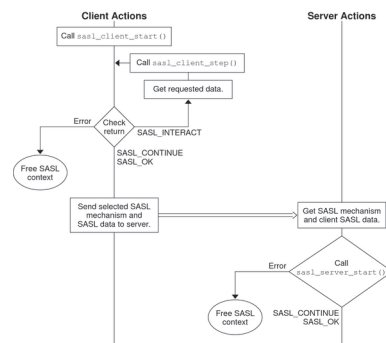 Client Actions
Server Actions
Call sasl_client_start()
Call sasl_client_step()
Get requested data.
Error
Check
return
SASL_INTERACT
SASL_CONTINUE
SASL_OK
Free SASL
context
Send selected SASL
mechanism and
SASL data to server.
Get SASL mechanism
and client SASL data.
Error
Call
sasl_server_start()
Free SASL
context
SASL_CONTINUE
SASL_OK